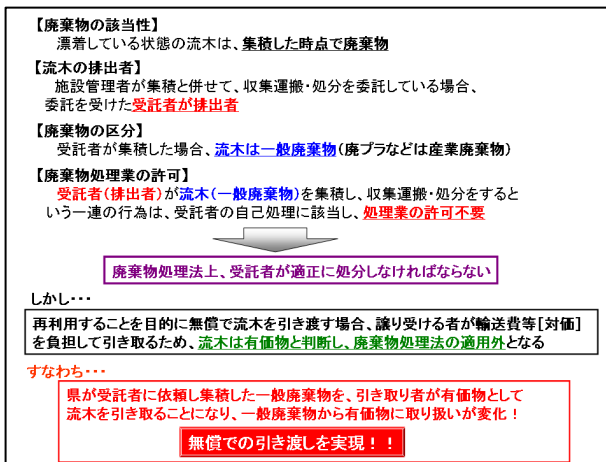 【廃棄物の該当性】
漂着している状態の流木は、集積した時点で廃棄物
【流木の排出者】
施設管理者が集積と併せて、収集運搬・処分を委託している場合、
委託を受けた受託者が排出者
【廃棄物の区分】
受託者が集積した場合、流木は一般廃棄物(廃プラなどは産業廃棄物)
【廃棄物処理業の許可】
受託者(排出者)が流木(一般廃棄物)を集積し、収集運搬・処分をすると
いう一連の行為は、受託者の自己処理に該当し、処理業の許可不要
廃棄物処理法上、受託者が適正に処分しなければならない
しかし・・・
再利用することを目的に無償で流木を引き渡す場合、譲り受ける者が輸送費等[対価]
を負担して引き取るため、流木は有価物と判断し、廃棄物処理法の適用外となる
すなわち・・・
県が受託者に依頼し集積した一般廃棄物を、引き取り者が有価物として
流木を引き取ることになり、一般廃棄物から有価物に取り扱いが変化！
無償での引き渡しを実現！！